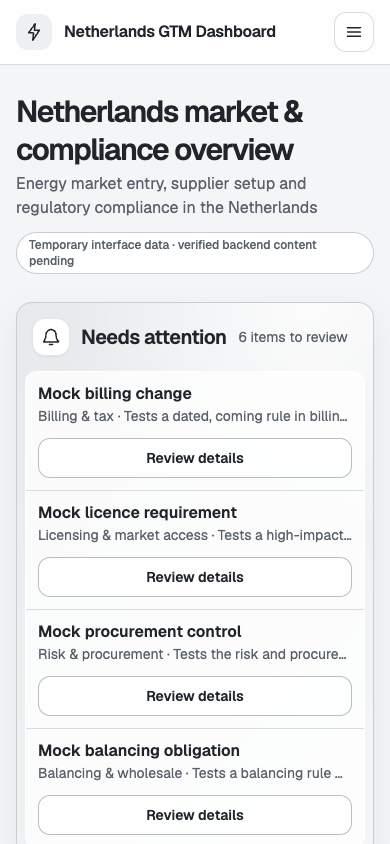 Netherlands GTM Dashboard
Netherlands market &
compliance overview
Energy market entry, supplier setup and
regulatory compliance in the Netherlands
Temporary interface data · verified backend content
pending
Needs attention 6 items to review
Mock billing change
Billing & tax · Tests a dated, coming rule in billin...
Review details
Mock licence requirement
Licensing & market access · Tests a high-impact...
Review details
Mock procurement control
Risk & procurement · Tests the risk and procure...
Review details
Mock balancing obligation
Balancing & wholesale · Tests a balancing rule ...
Review details